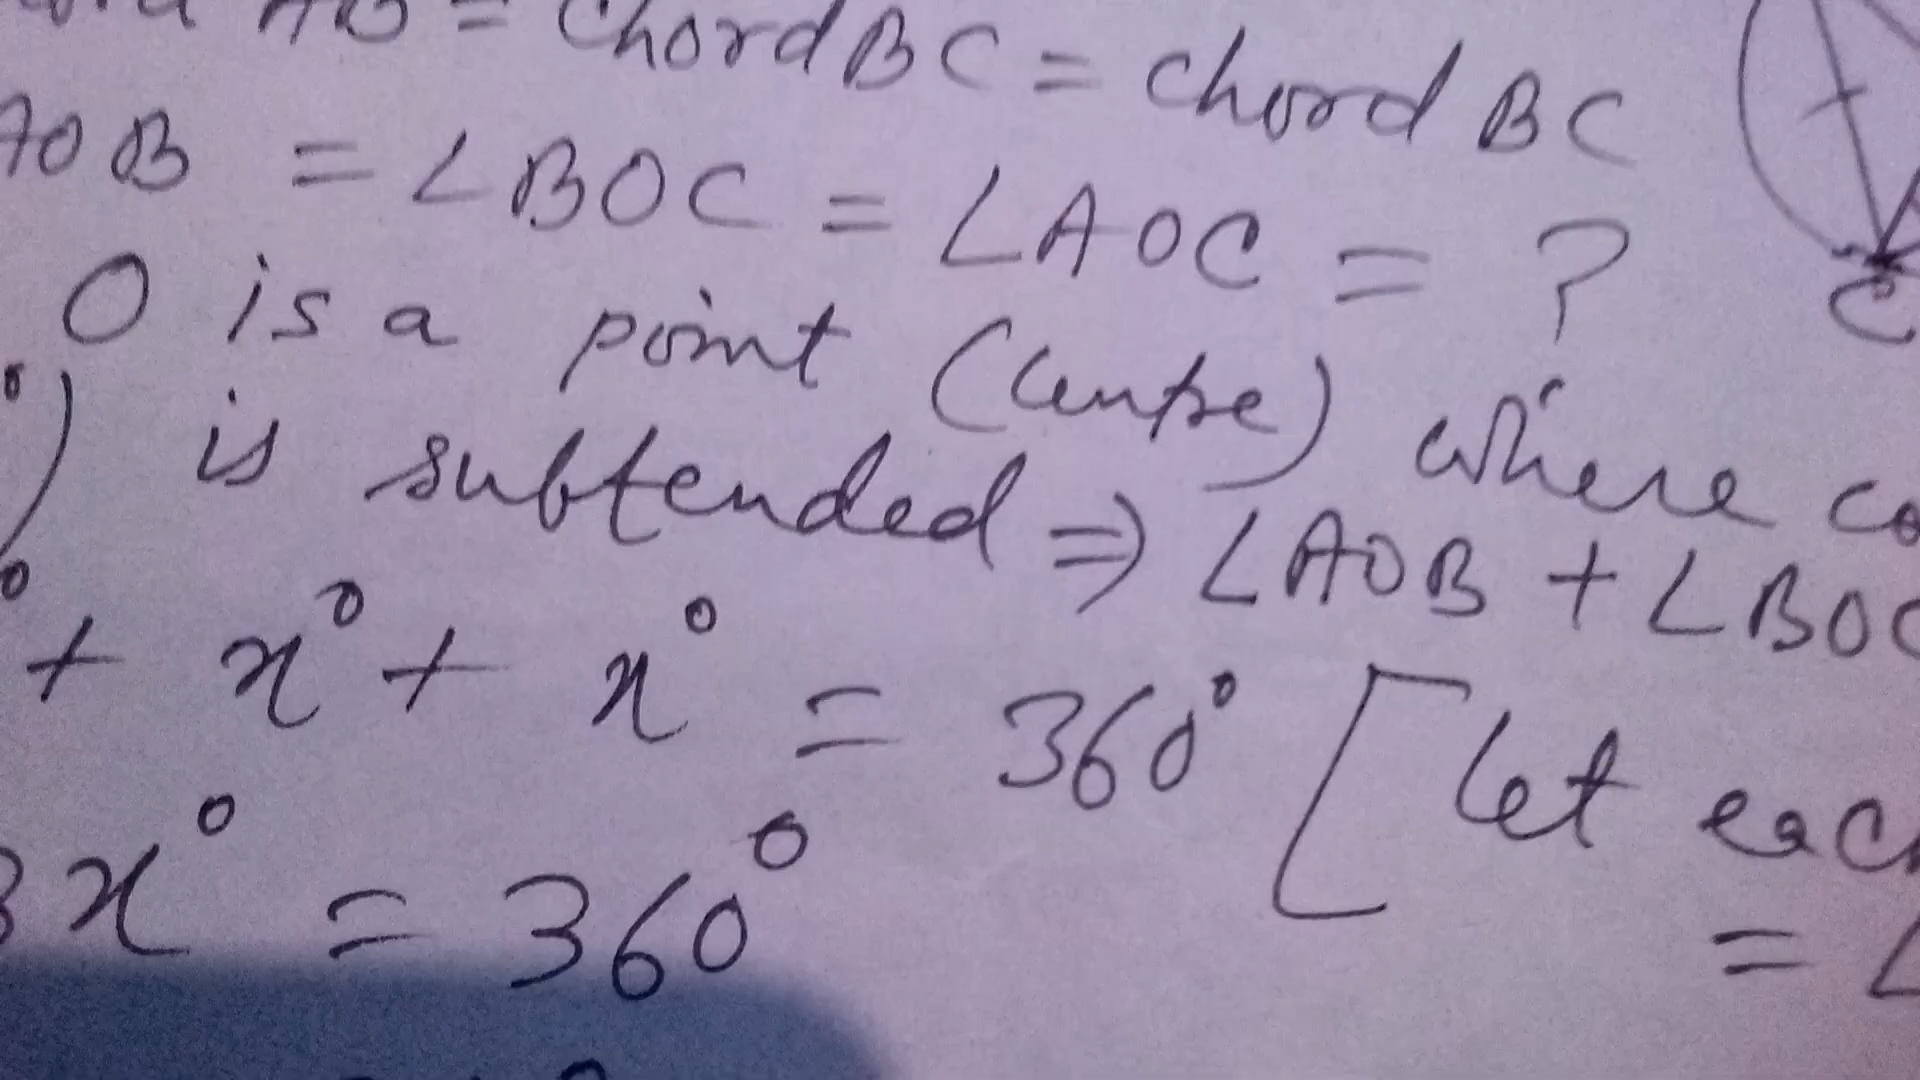 AB = Chord BC = chord BC
AOB = ∠BOC = ∠AOC = ?
O is a point (Centre) where
) is subtended ⇒ ∠AOB + ∠BOC
+ x° + x° = 360° [ let each
3x° = 360° = ∠
C